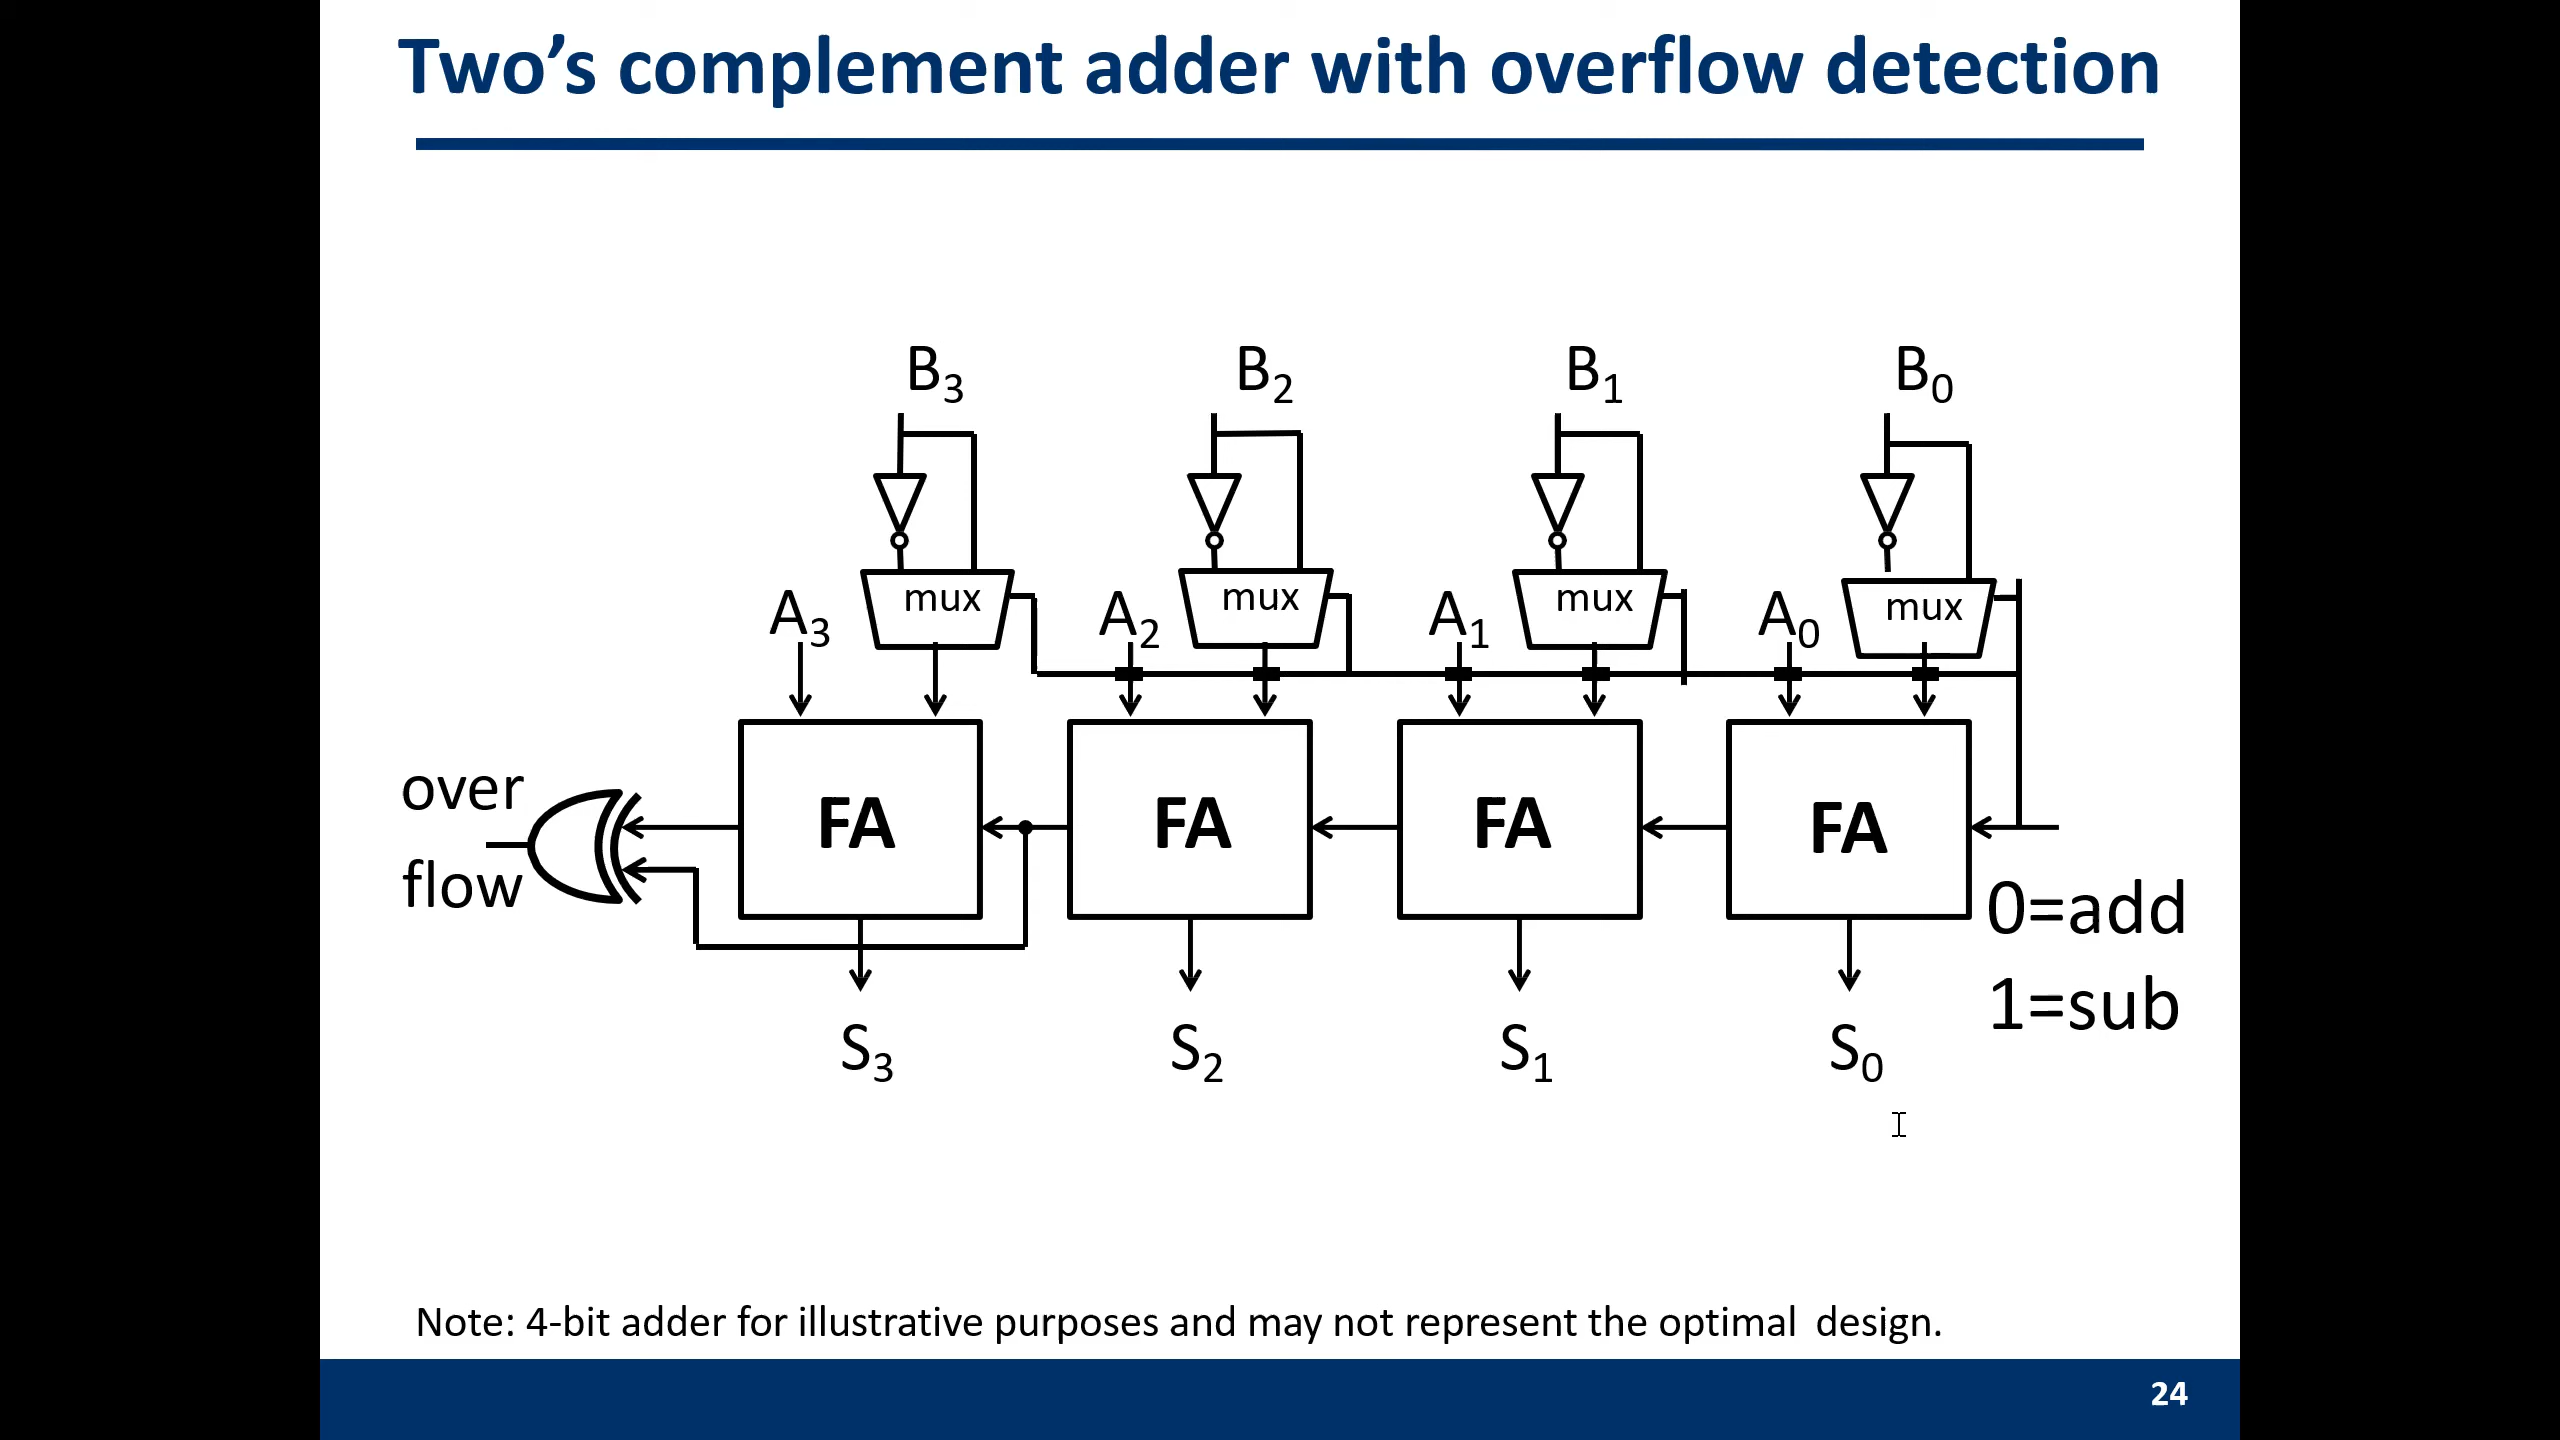 Two’s complement adder with overflow detection
B3 B2 B1 B0
mux mux mux mux
A3 A2 A1 A0
over
flow
FA FA FA FA
0=add
1=sub
S3 S2 S1 S0
Note: 4-bit adder for illustrative purposes and may not represent the optimal  design.
24